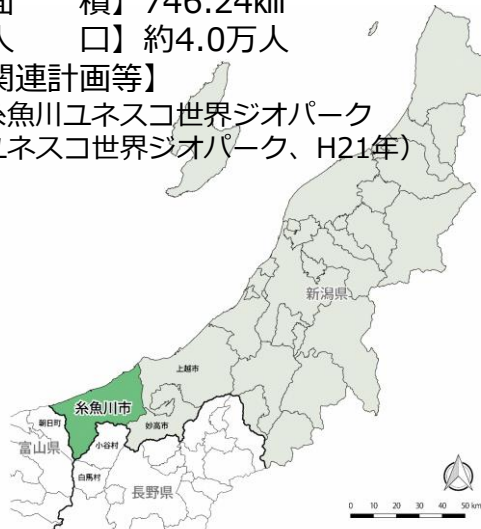 積】746.24㎢
口】約4.0万人
関連計画等】
糸魚川ユネスコ世界ジオパーク
ユネスコ世界ジオパーク、H21年）
新潟県
上越市
糸魚川市
妙高市
朝日町
小谷村
富山県
白馬村
長野県
0 10 20 30 40 50 km